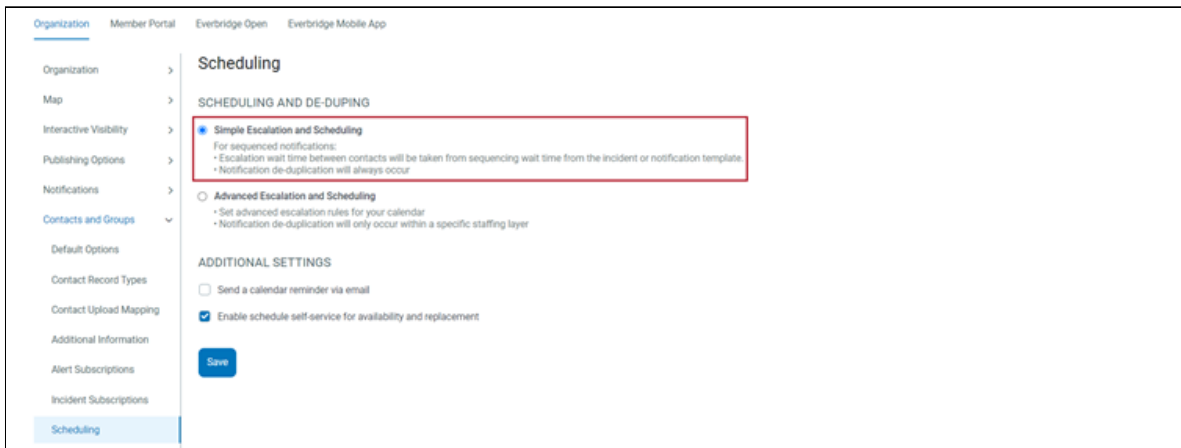 Organization Member Portal Everbridge Open Everbridge Mobile App
Organization
Map
Interactive Visibility
Publishing Options
Notifications
Contacts and Groups
Default Options
Contact Record Types
Contact Upload Mapping
Additional Information
Alert Subscriptions
Incident Subscriptions
Scheduling
Scheduling
SCHEDULING AND DE-DUPING
Simple Escalation and Scheduling
For sequenced notifications:
• Escalation wait time between contacts will be taken from sequencing wait time from the incident or notification template.
• Notification de-duplication will always occur
Advanced Escalation and Scheduling
• Set advanced escalation rules for your calendar
• Notification de-duplication will only occur within a specific staffing layer
ADDITIONAL SETTINGS
Send a calendar reminder via email
Enable schedule self-service for availability and replacement
Save